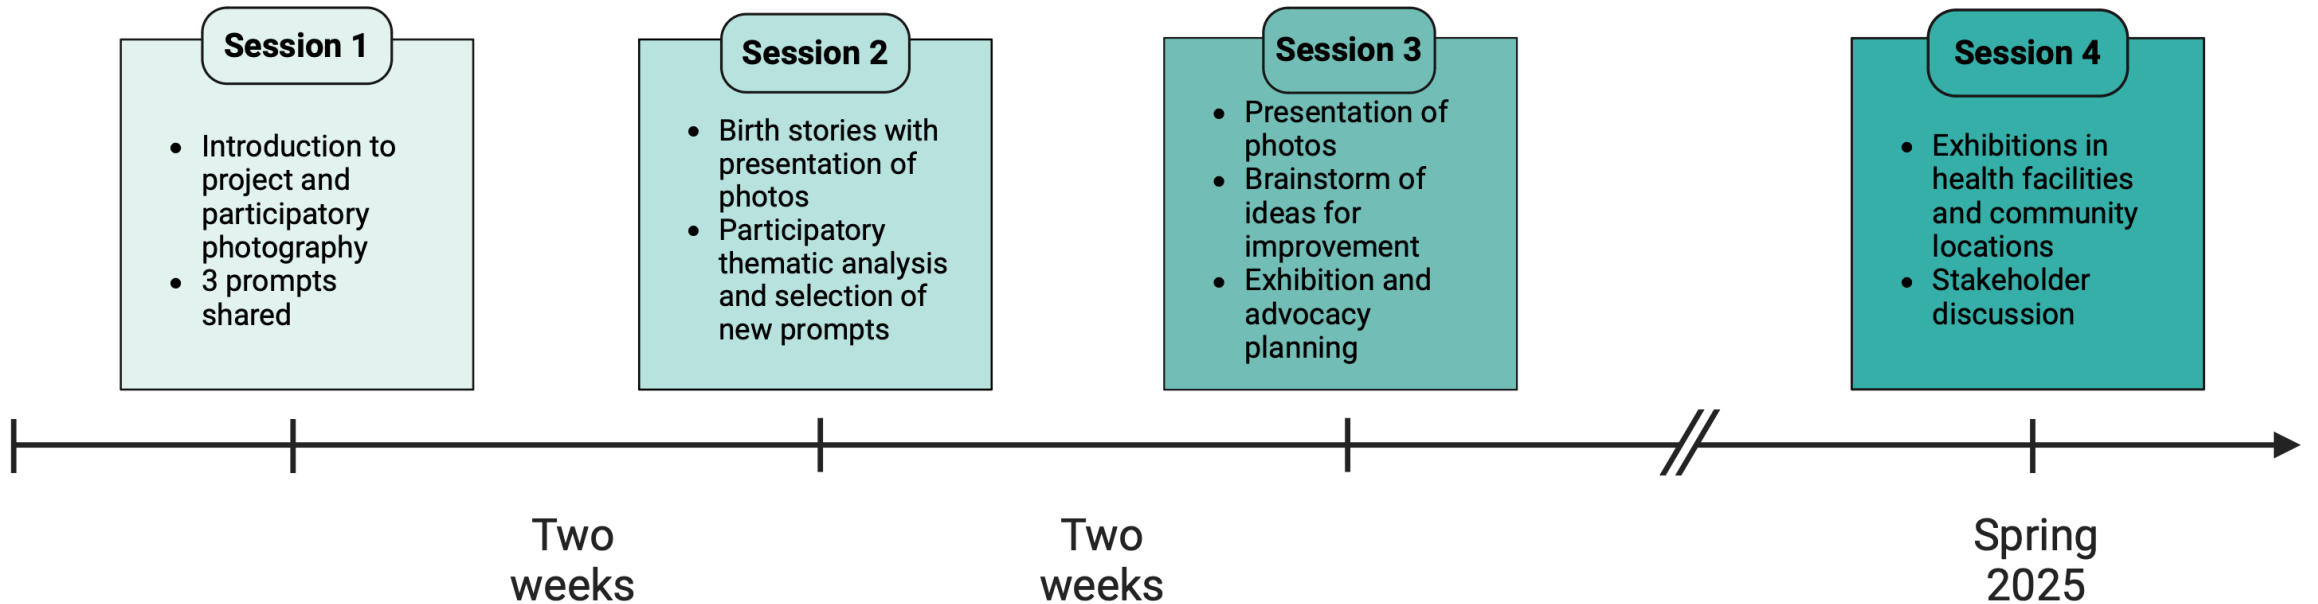 Session 1
Introduction to
project and
participatory
photography
3 prompts
shared
Session 2
Birth stories with
presentation of
photos
Participatory
thematic analysis
and selection of
new prompts
Session 3
Presentation of
photos
Brainstorm of
ideas for
improvement
Exhibition and
advocacy
planning
Session 4
Exhibitions in
health facilities
and community
locations
Stakeholder
discussion
Two
weeks
Two
weeks
Spring
2025